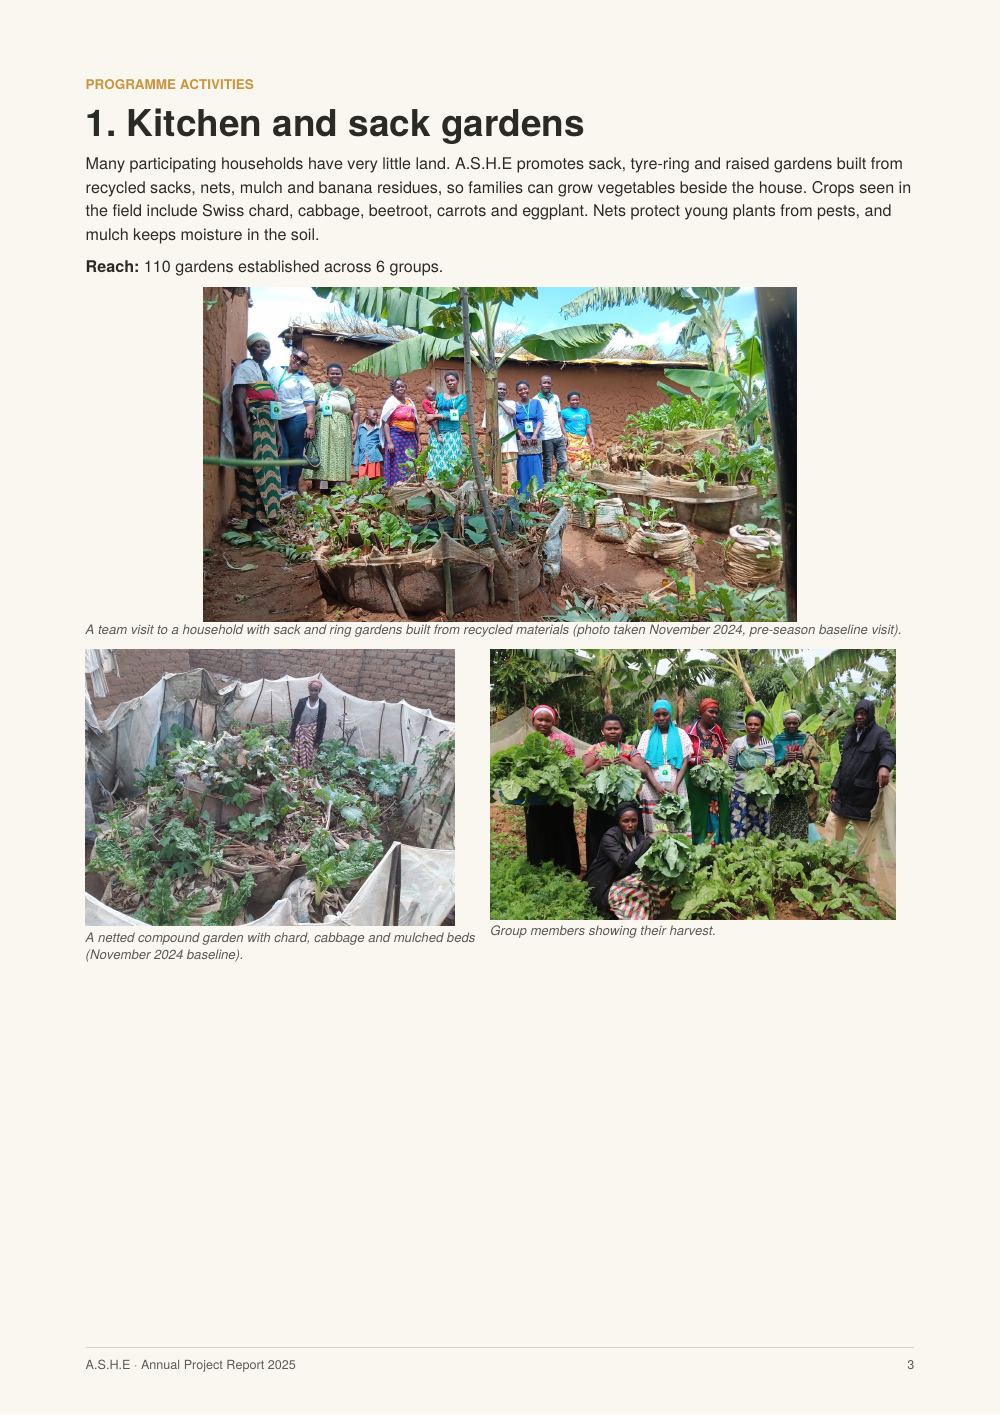 PROGRAMME ACTIVITIES
1. Kitchen and sack gardens
Many participating households have very little land. A.S.H.E promotes sack, tyre-ring and raised gardens built from
recycled sacks, nets, mulch and banana residues, so families can grow vegetables beside the house. Crops seen in
the field include Swiss chard, cabbage, beetroot, carrots and eggplant. Nets protect young plants from pests, and
mulch keeps moisture in the soil.
Reach: 110 gardens established across 6 groups.
A team visit to a household with sack and ring gardens built from recycled materials (photo taken November 2024, pre-season baseline visit).
A netted compound garden with chard, cabbage and mulched beds
(November 2024 baseline).
Group members showing their harvest.
A.S.H.E · Annual Project Report 2025
3